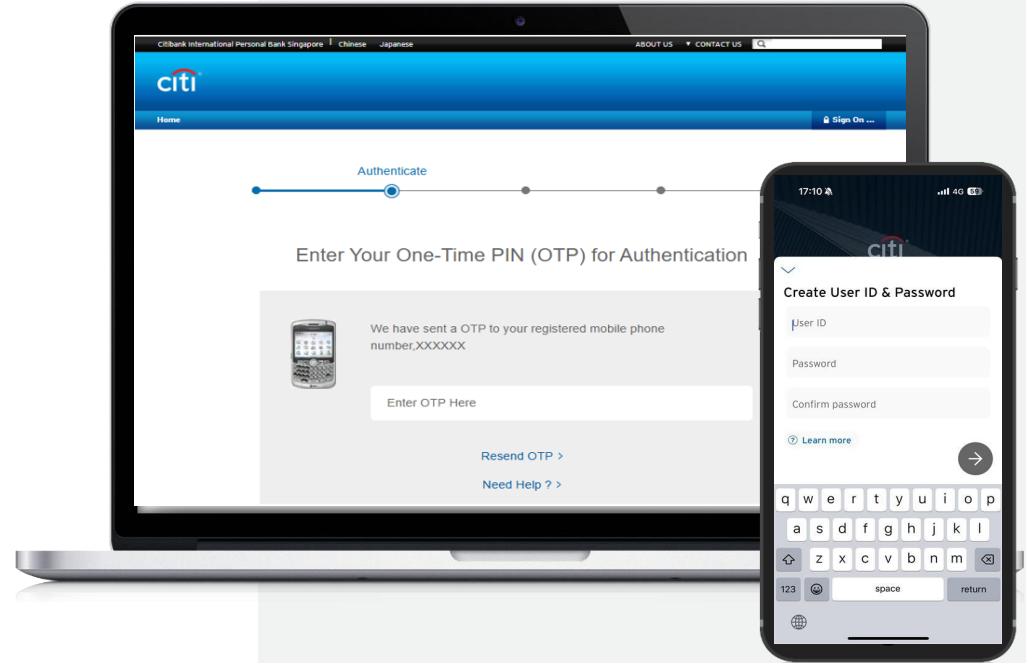 Citibank International Personal Bank Singapore | Chinese Japanese ABOUT US ▼ CONTACT US
citi
Home Sign On ...
Authenticate
Enter Your One-Time PIN (OTP) for Authentication
We have sent a OTP to your registered mobile phone
number,XXXXXX
Enter OTP Here
Resend OTP >
Need Help ? >
17:10 4G 59
citi
Create User ID & Password
User ID
Password
Confirm password
? Learn more
q w e r t y u i o p
a s d f g h j k l
z x c v b n m
123 space return